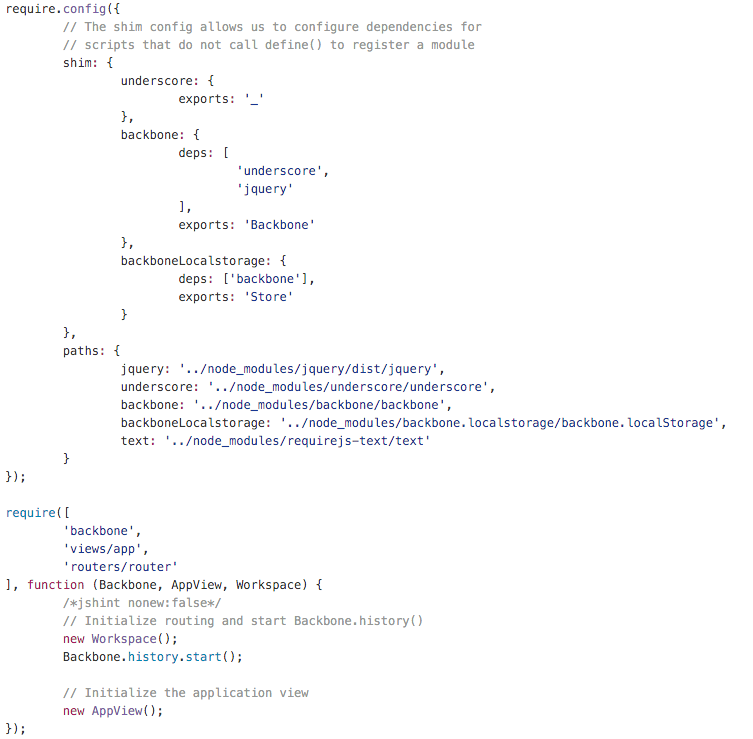 require.config({
	// The shim config allows us to configure dependencies for
	// scripts that do not call define() to register a module
	shim: {
		underscore: {
			exports: '_'
		},
		backbone: {
			deps: [
				'underscore',
				'jquery'
			],
			exports: 'Backbone'
		},
		backboneLocalstorage: {
			deps: ['backbone'],
			exports: 'Store'
		}
	},
	paths: {
		jquery: '../node_modules/jquery/dist/jquery',
		underscore: '../node_modules/underscore/underscore',
		backbone: '../node_modules/backbone/backbone',
		backboneLocalstorage: '../node_modules/backbone.localstorage/backbone.localStorage',
		text: '../node_modules/requirejs-text/text'
	}
});

require([
	'backbone',
	'views/app',
	'routers/router'
], function (Backbone, AppView, Workspace) {
	/*jshint nonew:false*/
	// Initialize routing and start Backbone.history()
	new Workspace();
	Backbone.history.start();

	// Initialize the application view
	new AppView();
});